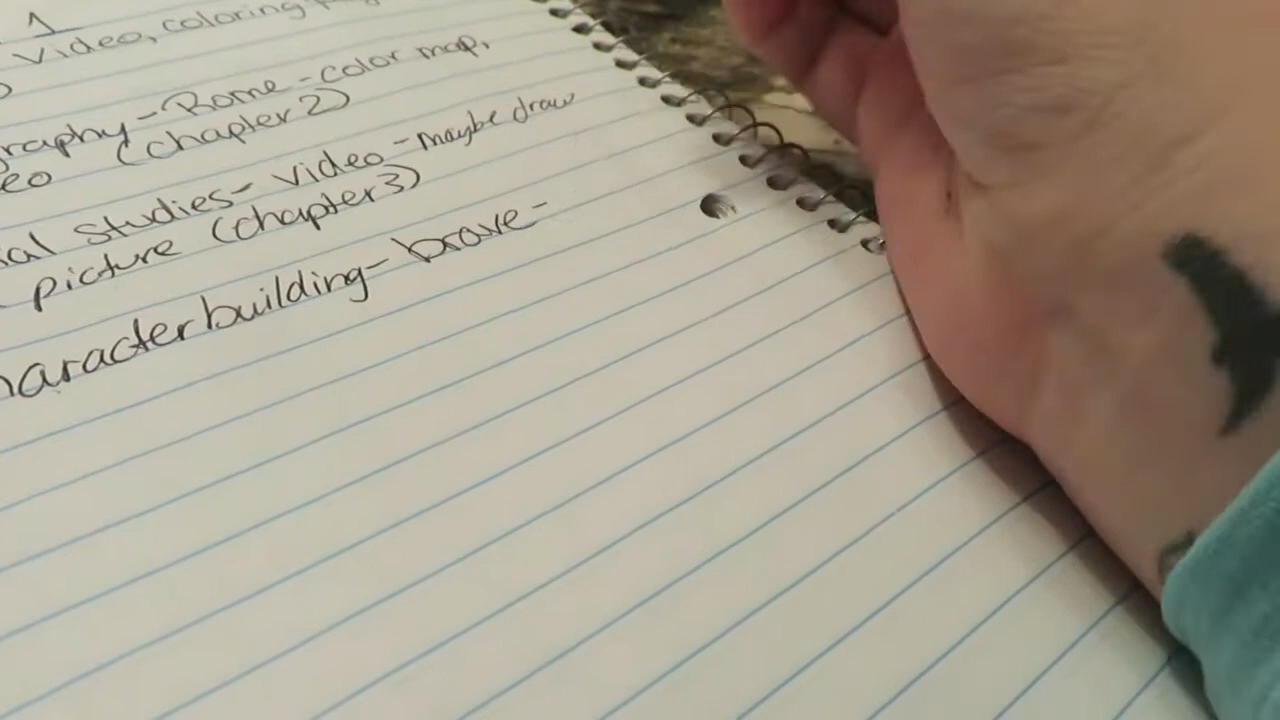 1
Video, coloring
raphy - Rome - color map,
eo (chapter 2)
ial studies - video - maybe draw
picture (chapter 3)
haracter building - brave -